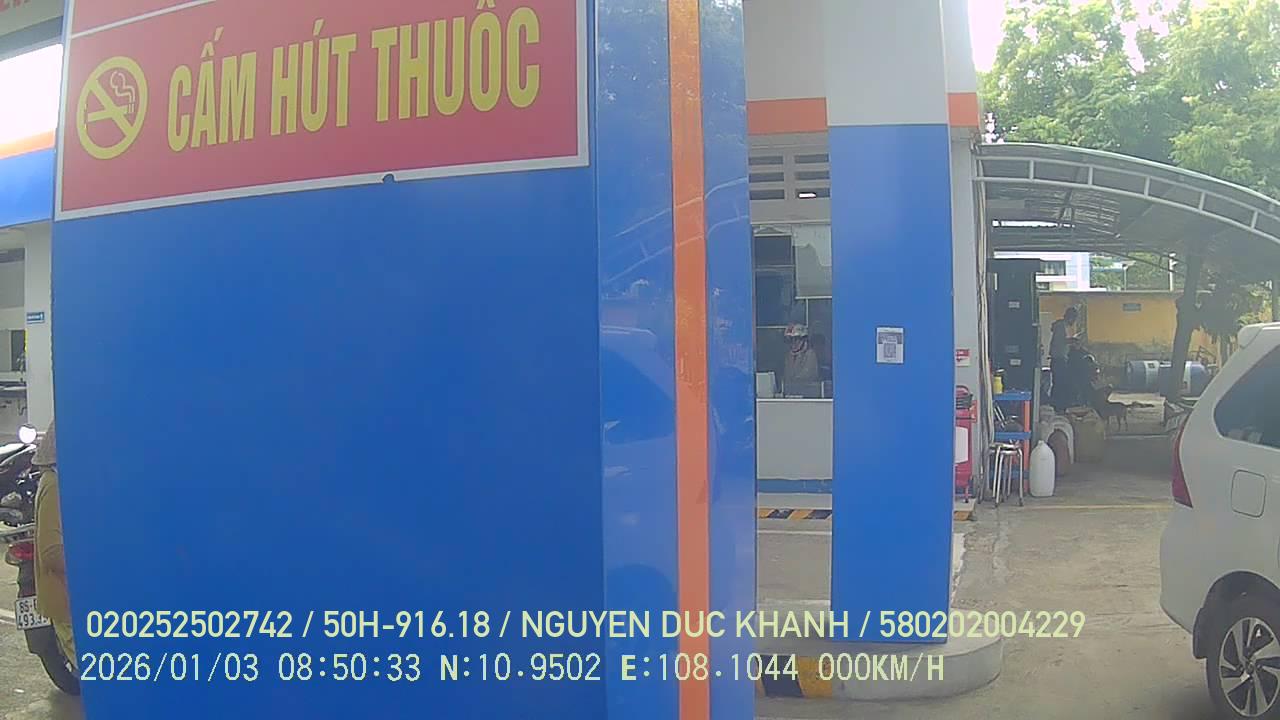 CẤM HÚT THUỐC
020252502742 / 50H-916.18 / NGUYEN DUC KHANH / 580202004229
2026/01/03 08:50:33 N:10.9502 E:108.1044 000KM/H